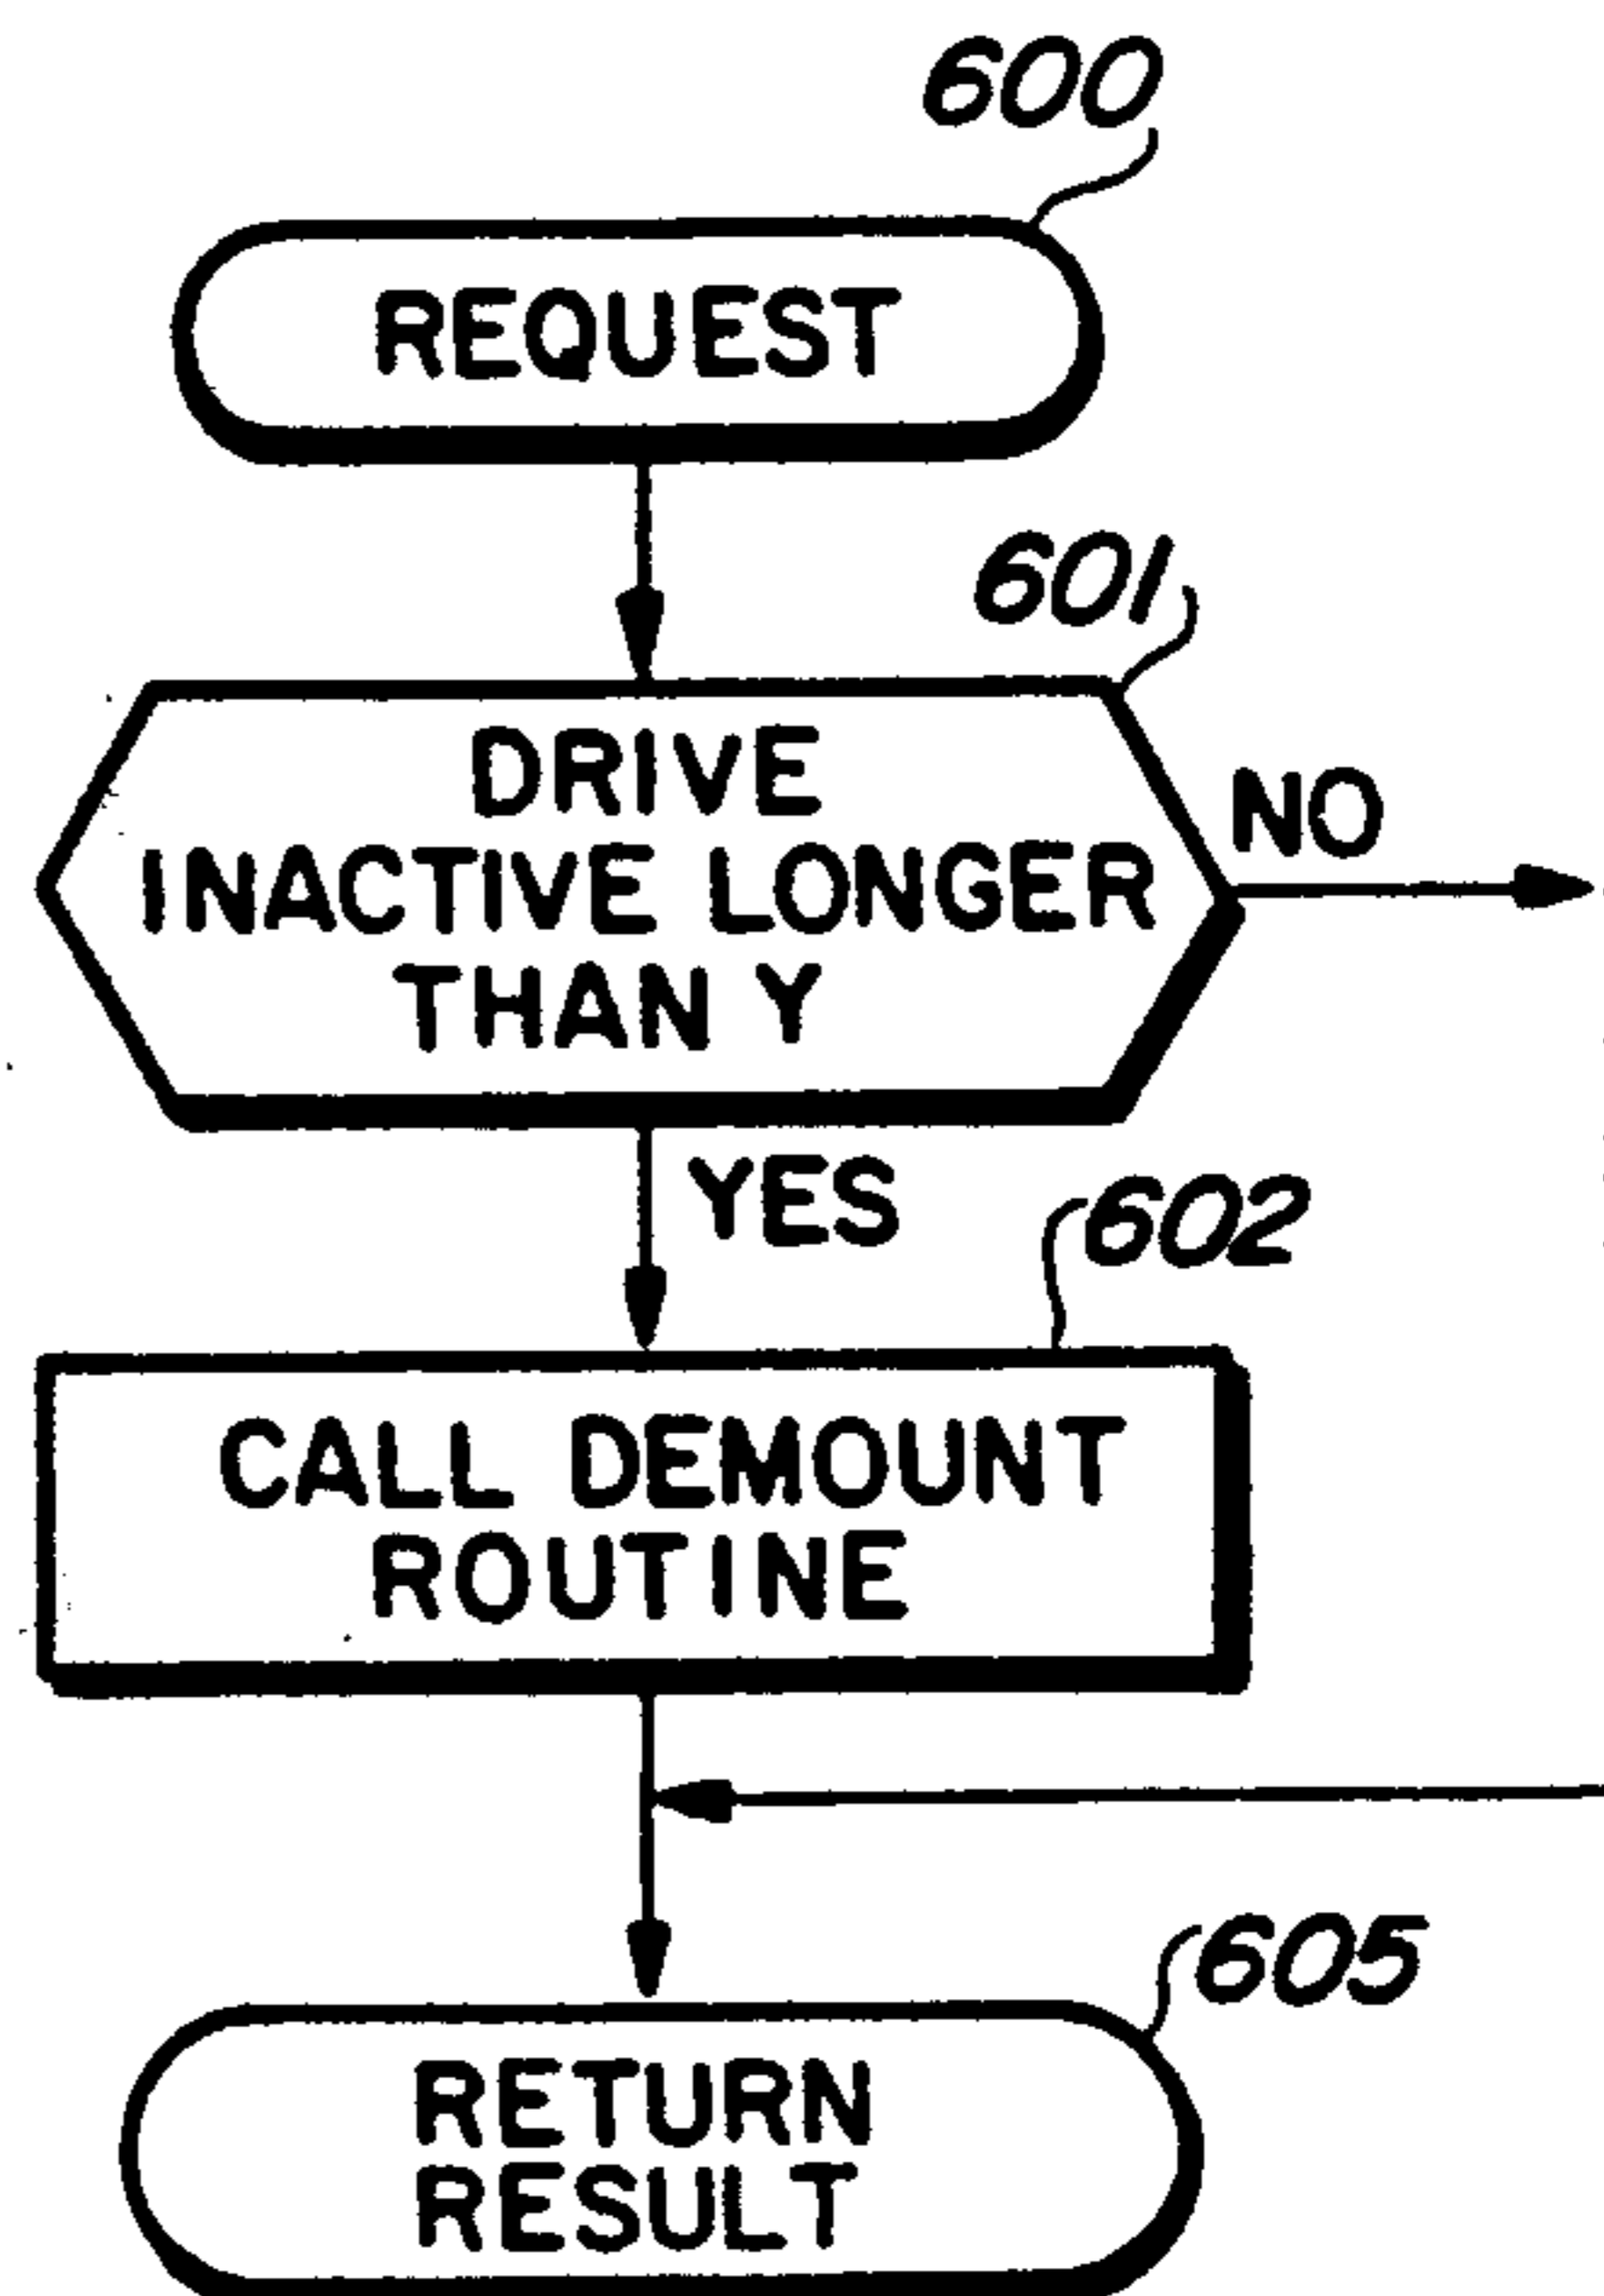 600
REQUEST
601
DRIVE
INACTIVE LONGER
THAN Y
NO
YES
602
CALL DEMOUNT
ROUTINE
605
RETURN
RESULT